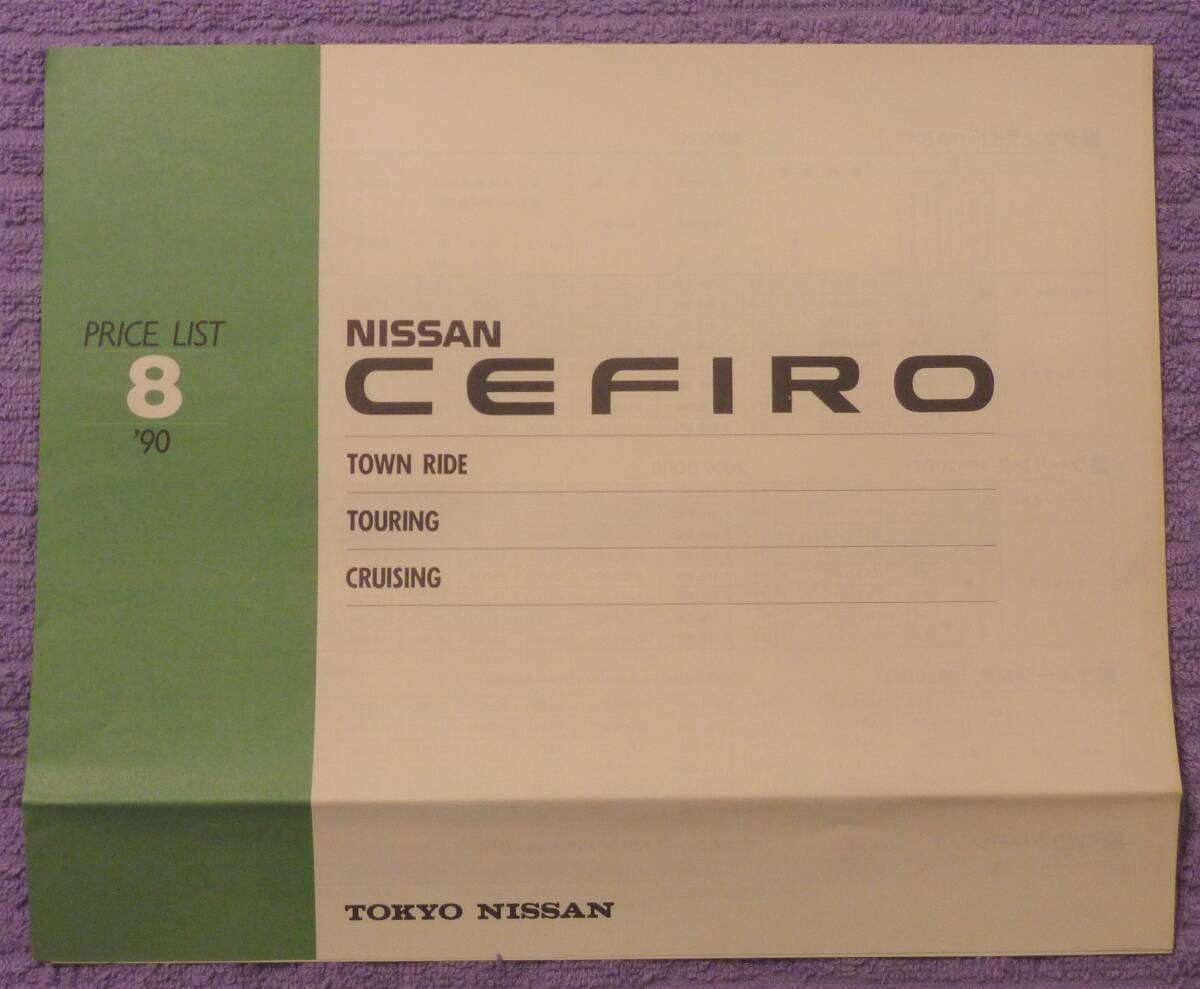 PRICE LIST
8
'90
NISSAN
CEFIRO
TOWN RIDE
TOURING
CRUISING
TOKYO NISSAN